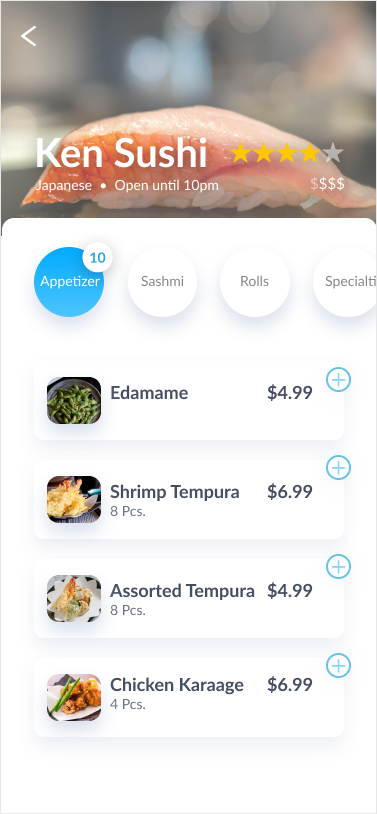 Ken Sushi
Japanese • Open until 10pm $$$$
10
Appetizer Sashmi Rolls Specialti
Edamame $4.99
Shrimp Tempura $6.99
8 Pcs.
Assorted Tempura $4.99
8 Pcs.
Chicken Karaage $6.99
4 Pcs.